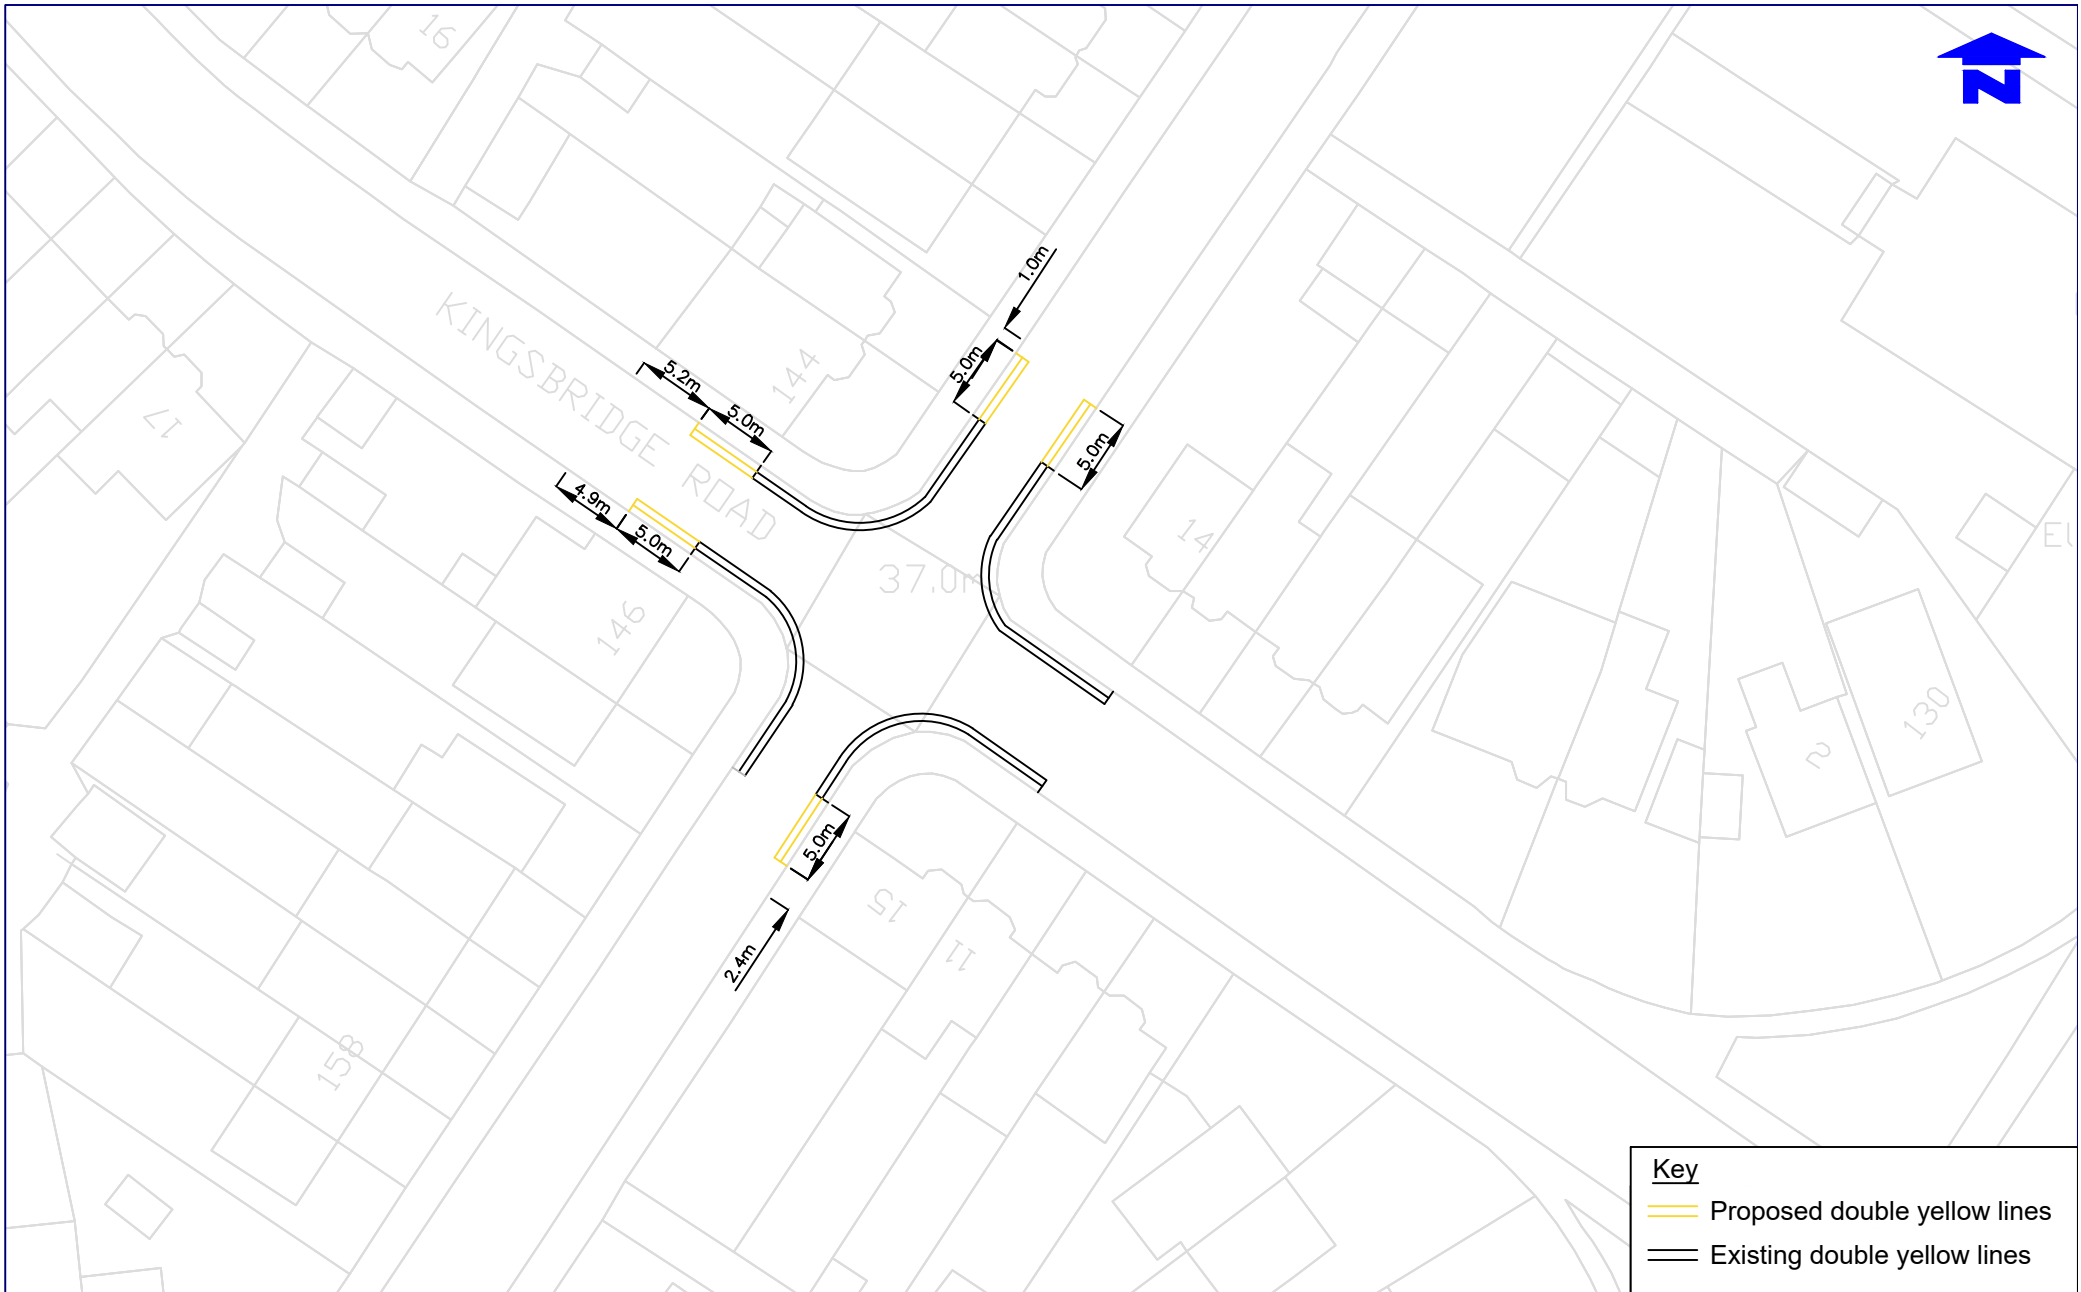 16
N
1.0m
KINGSBRIDGE ROAD
5.2m
144
5.0m
5.0m
17
5.0m
4.9m
5.0m
14
EL
37.0m
146
130
2
5.0m
15
11
2.4m
158
Key
Proposed double yellow lines
Existing double yellow lines